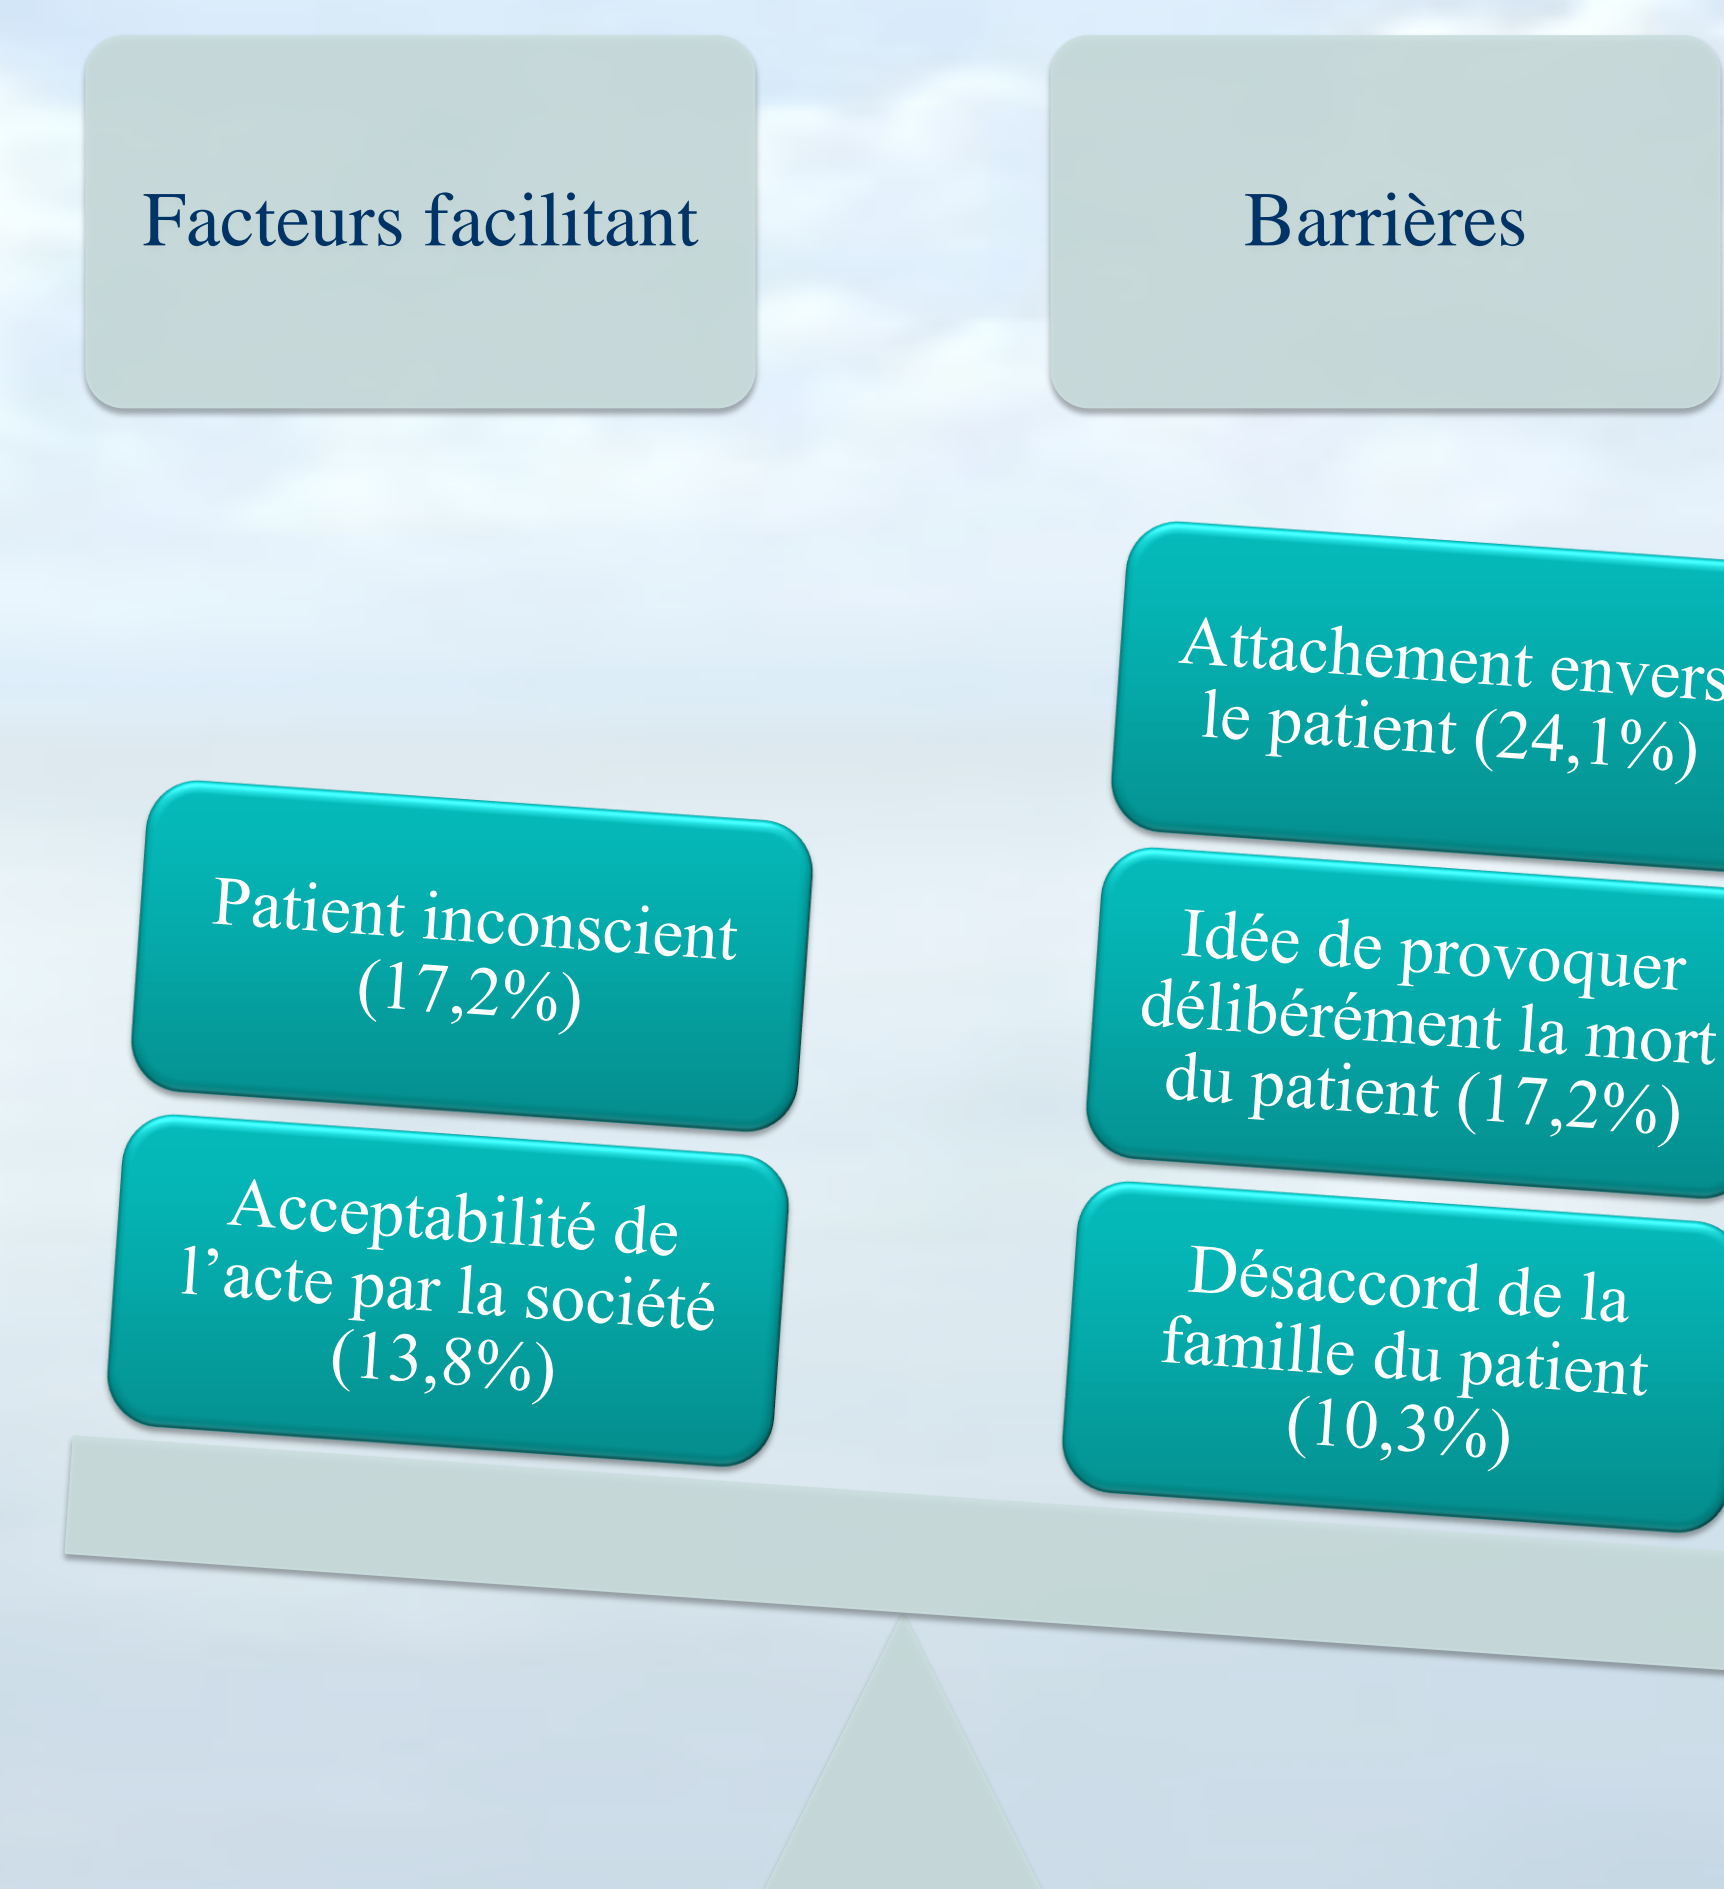 Facteurs facilitant
Barrières
Patient inconscient
(17,2%)
Acceptabilité de
l’acte par la société
(13,8%)
Attachement envers
le patient (24,1%)
Idée de provoquer
délibérément la mort
du patient (17,2%)
Désaccord de la
famille du patient
(10,3%)